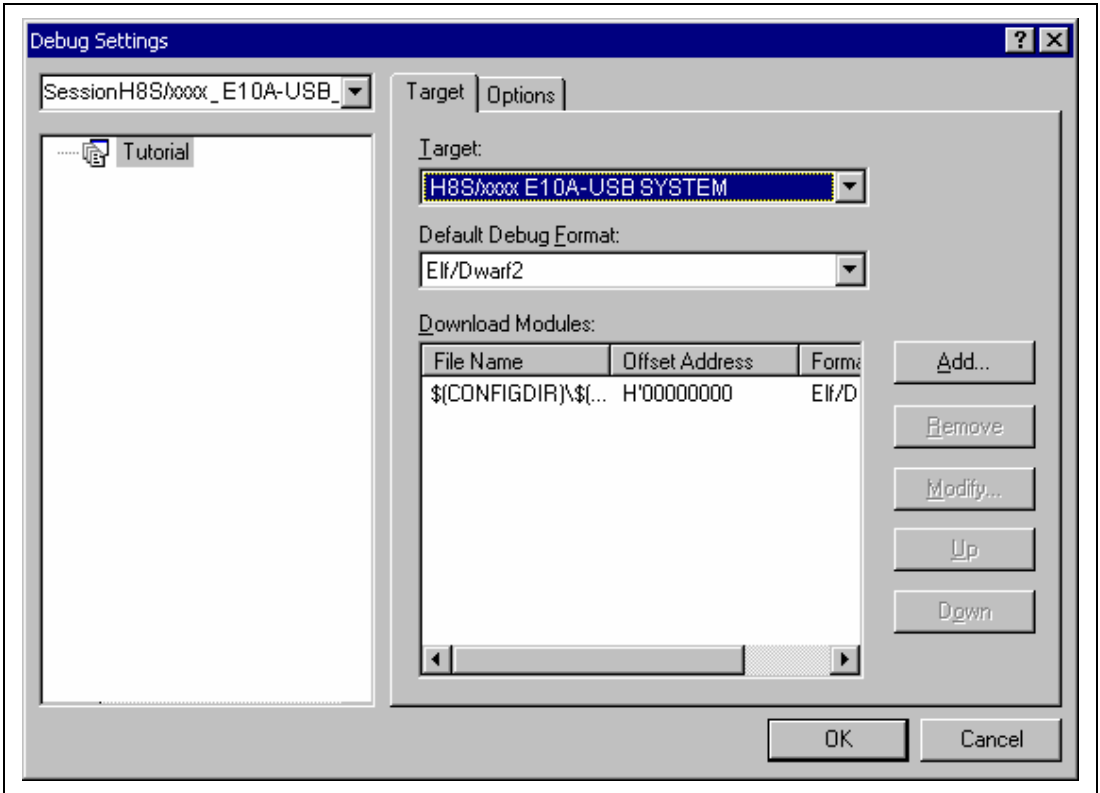 Debug Settings
SessionH8S/xxxx_E10A-USB_
Tutorial
Target Options
Target:
H8S/xxxx E10A-USB SYSTEM
Default Debug Format:
Elf/Dwarf2
Download Modules:
File Name Offset Address Forma
$(CONFIGDIR)\$(... H'00000000 Elf/D
Add...
Remove
Modify...
Up
Down
OK Cancel